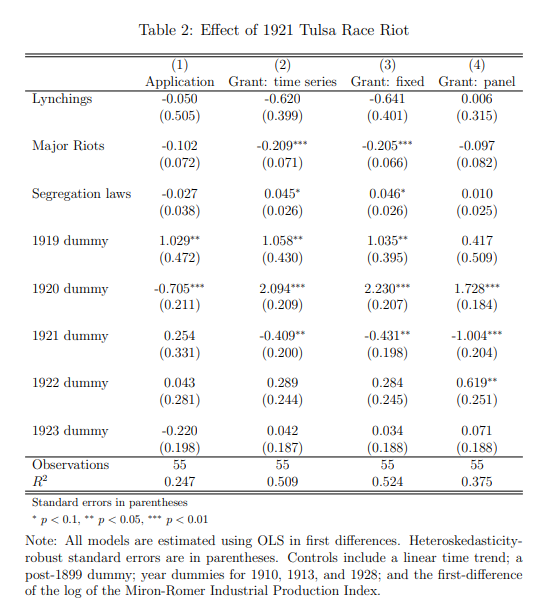 Table 2: Effect of 1921 Tulsa Race Riot
(1) (2) (3) (4)
Application Grant: time series Grant: fixed Grant: panel
Lynchings -0.050 -0.620 -0.641 0.006
(0.505) (0.399) (0.401) (0.315)
Major Riots -0.102 -0.209*** -0.205*** -0.097
(0.072) (0.071) (0.066) (0.082)
Segregation laws -0.027 0.045* 0.046* 0.010
(0.038) (0.026) (0.026) (0.025)
1919 dummy 1.029** 1.058** 1.035** 0.417
(0.472) (0.430) (0.395) (0.509)
1920 dummy -0.705*** 2.094*** 2.230*** 1.728***
(0.211) (0.209) (0.207) (0.184)
1921 dummy 0.254 -0.409** -0.431** -1.004***
(0.331) (0.200) (0.198) (0.204)
1922 dummy 0.043 0.289 0.284 0.619**
(0.281) (0.244) (0.245) (0.251)
1923 dummy -0.220 0.042 0.034 0.071
(0.198) (0.187) (0.188) (0.188)
Observations 55 55 55 55
R² 0.247 0.509 0.524 0.375
Standard errors in parentheses
* p < 0.1, ** p < 0.05, *** p < 0.01
Note: All models are estimated using OLS in first differences. Heteroskedasticity-
robust standard errors are in parentheses. Controls include a linear time trend; a
post-1899 dummy; year dummies for 1910, 1913, and 1928; and the first-difference
of the log of the Miron-Romer Industrial Production Index.